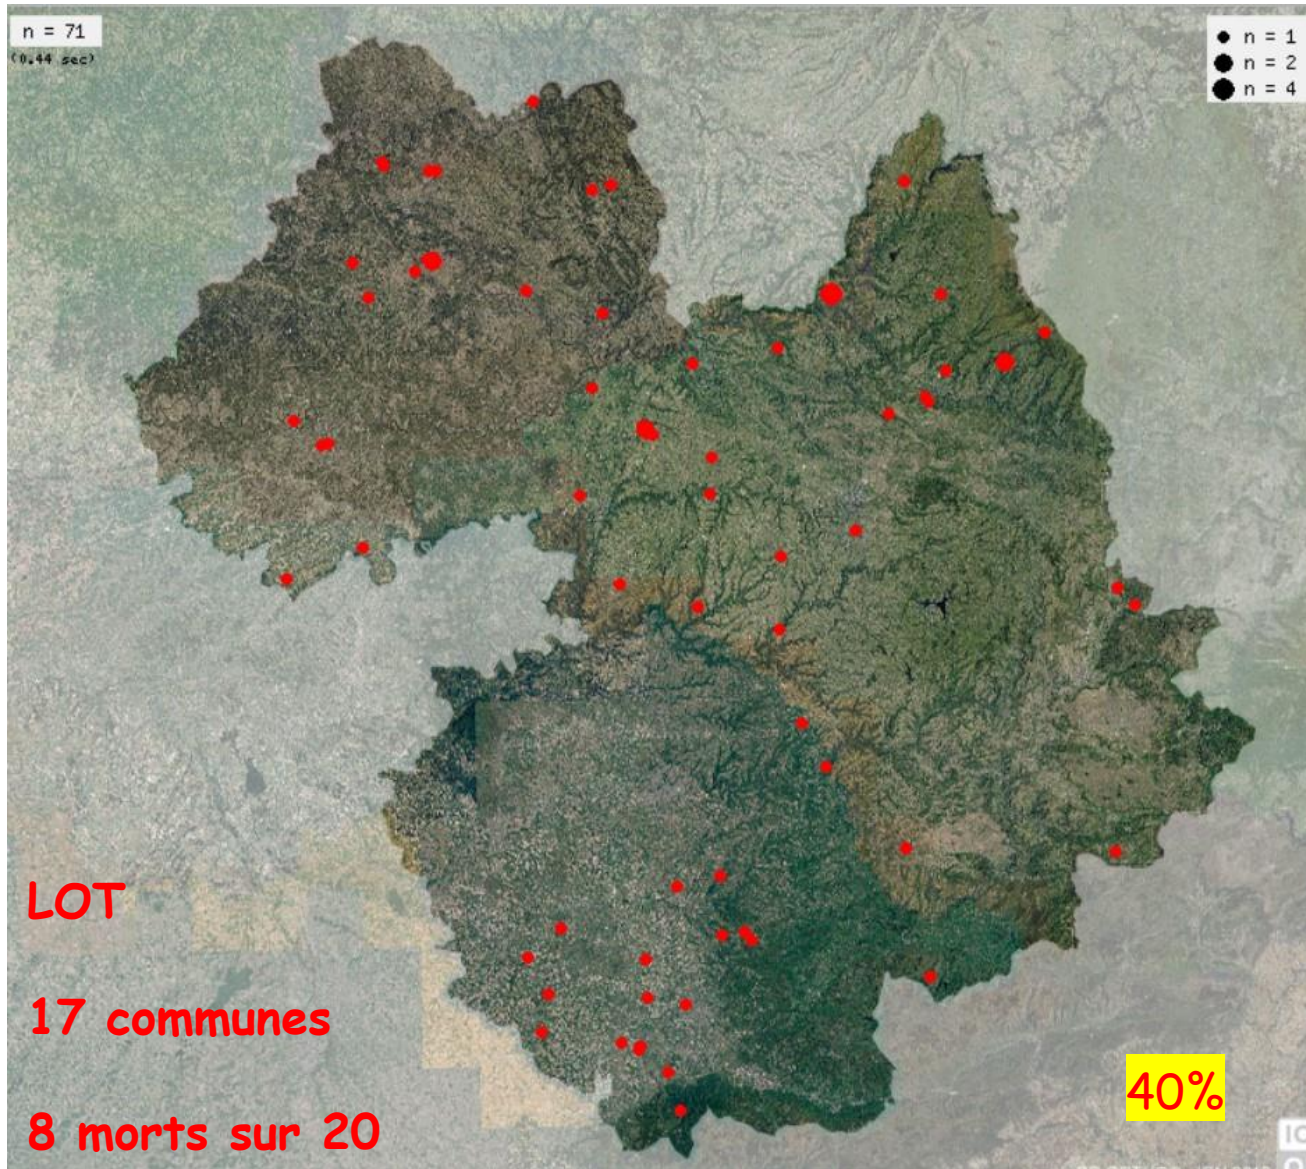 n = 71
(0.44 sec)
n = 1
n = 2
n = 4
LOT
17 communes
8 morts sur 20
40%